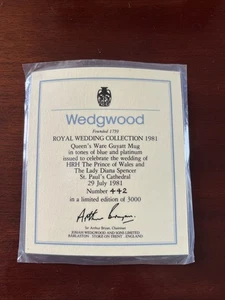 Wedgwood
Founded 1759
ROYAL WEDDING COLLECTION 1981
Queen's Ware Guyatt Mug
in tones of blue and platinum
issued to celebrate the wedding of
HRH The Prince of Wales and
The Lady Diana Spencer
St. Paul's Cathedral
29 July 1981
Number 442
in a limited edition of 3000
Arthur Bryan
Sir Arthur Bryan, Chairman
JOSIAH WEDGWOOD AND SONS LIMITED
BARLASTON STOKE-ON-TRENT ENGLAND